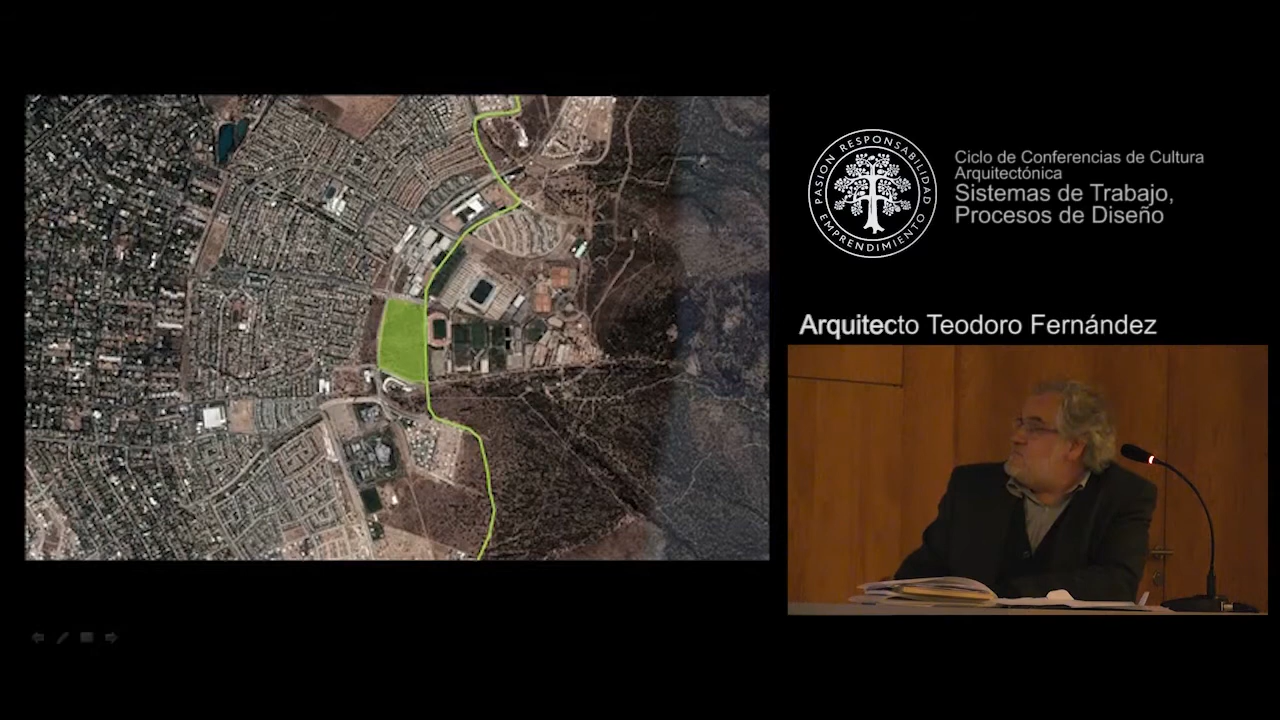 PASION RESPONSABILIDAD
EMPRENDIMIENTO
Ciclo de Conferencias de Cultura
Arquitectónica
Sistemas de Trabajo,
Procesos de Diseño
Arquitecto Teodoro Fernández